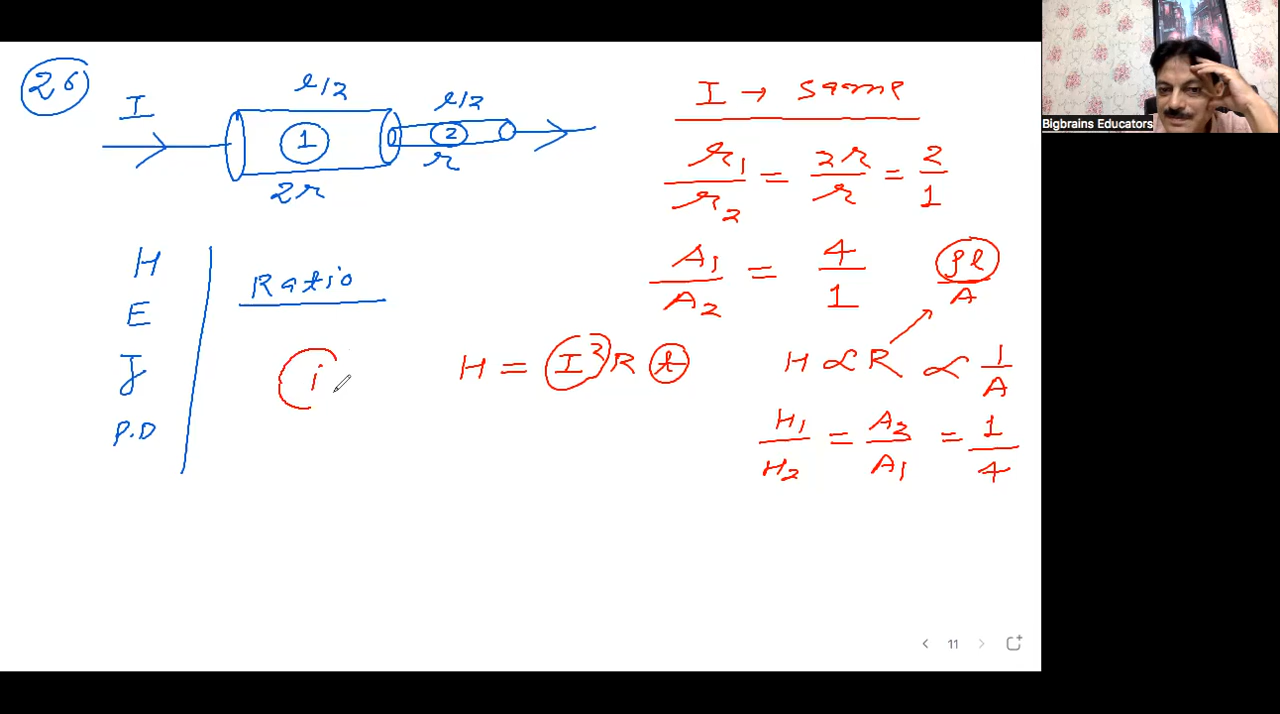 26
I
l/2
l/2
1
2
2r
r
H
E
J
P.D
Ratio
i
H = I² R t
I → same
r₁/r₂ = 2r/r = 2/1
A₁/A₂ = 4/1
ρl/A
H ∝ R ∝ 1/A
H₁/H₂ = A₂/A₁ = 1/4
Bigbrains Educators
11